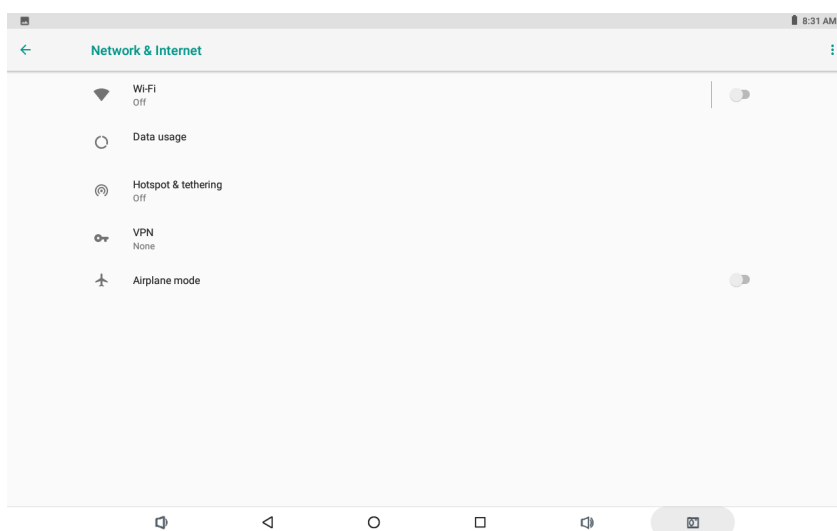 8:31 AM
Network & Internet
Wi-Fi
Off
Data usage
Hotspot & tethering
Off
VPN
None
Airplane mode